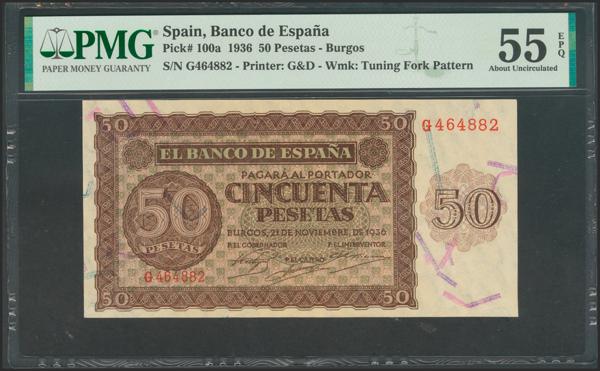 PMG
PAPER MONEY GUARANTY
Spain, Banco de España
Pick# 100a 1936 50 Pesetas - Burgos
S/N G464882 - Printer: G&D - Wmk: Tuning Fork Pattern
55 EPQ
About Uncirculated
50 50
G464882
EL BANCO DE ESPAÑA
PAGARÁ AL PORTADOR
CINCUENTA
PESETAS
50
PESETAS
50
BURGOS, 21 DE NOVIEMBRE, DE 1936
P. EL GOBERNADOR P. EL INTERVENTOR
P. EL CAJERO
G464882
50 50